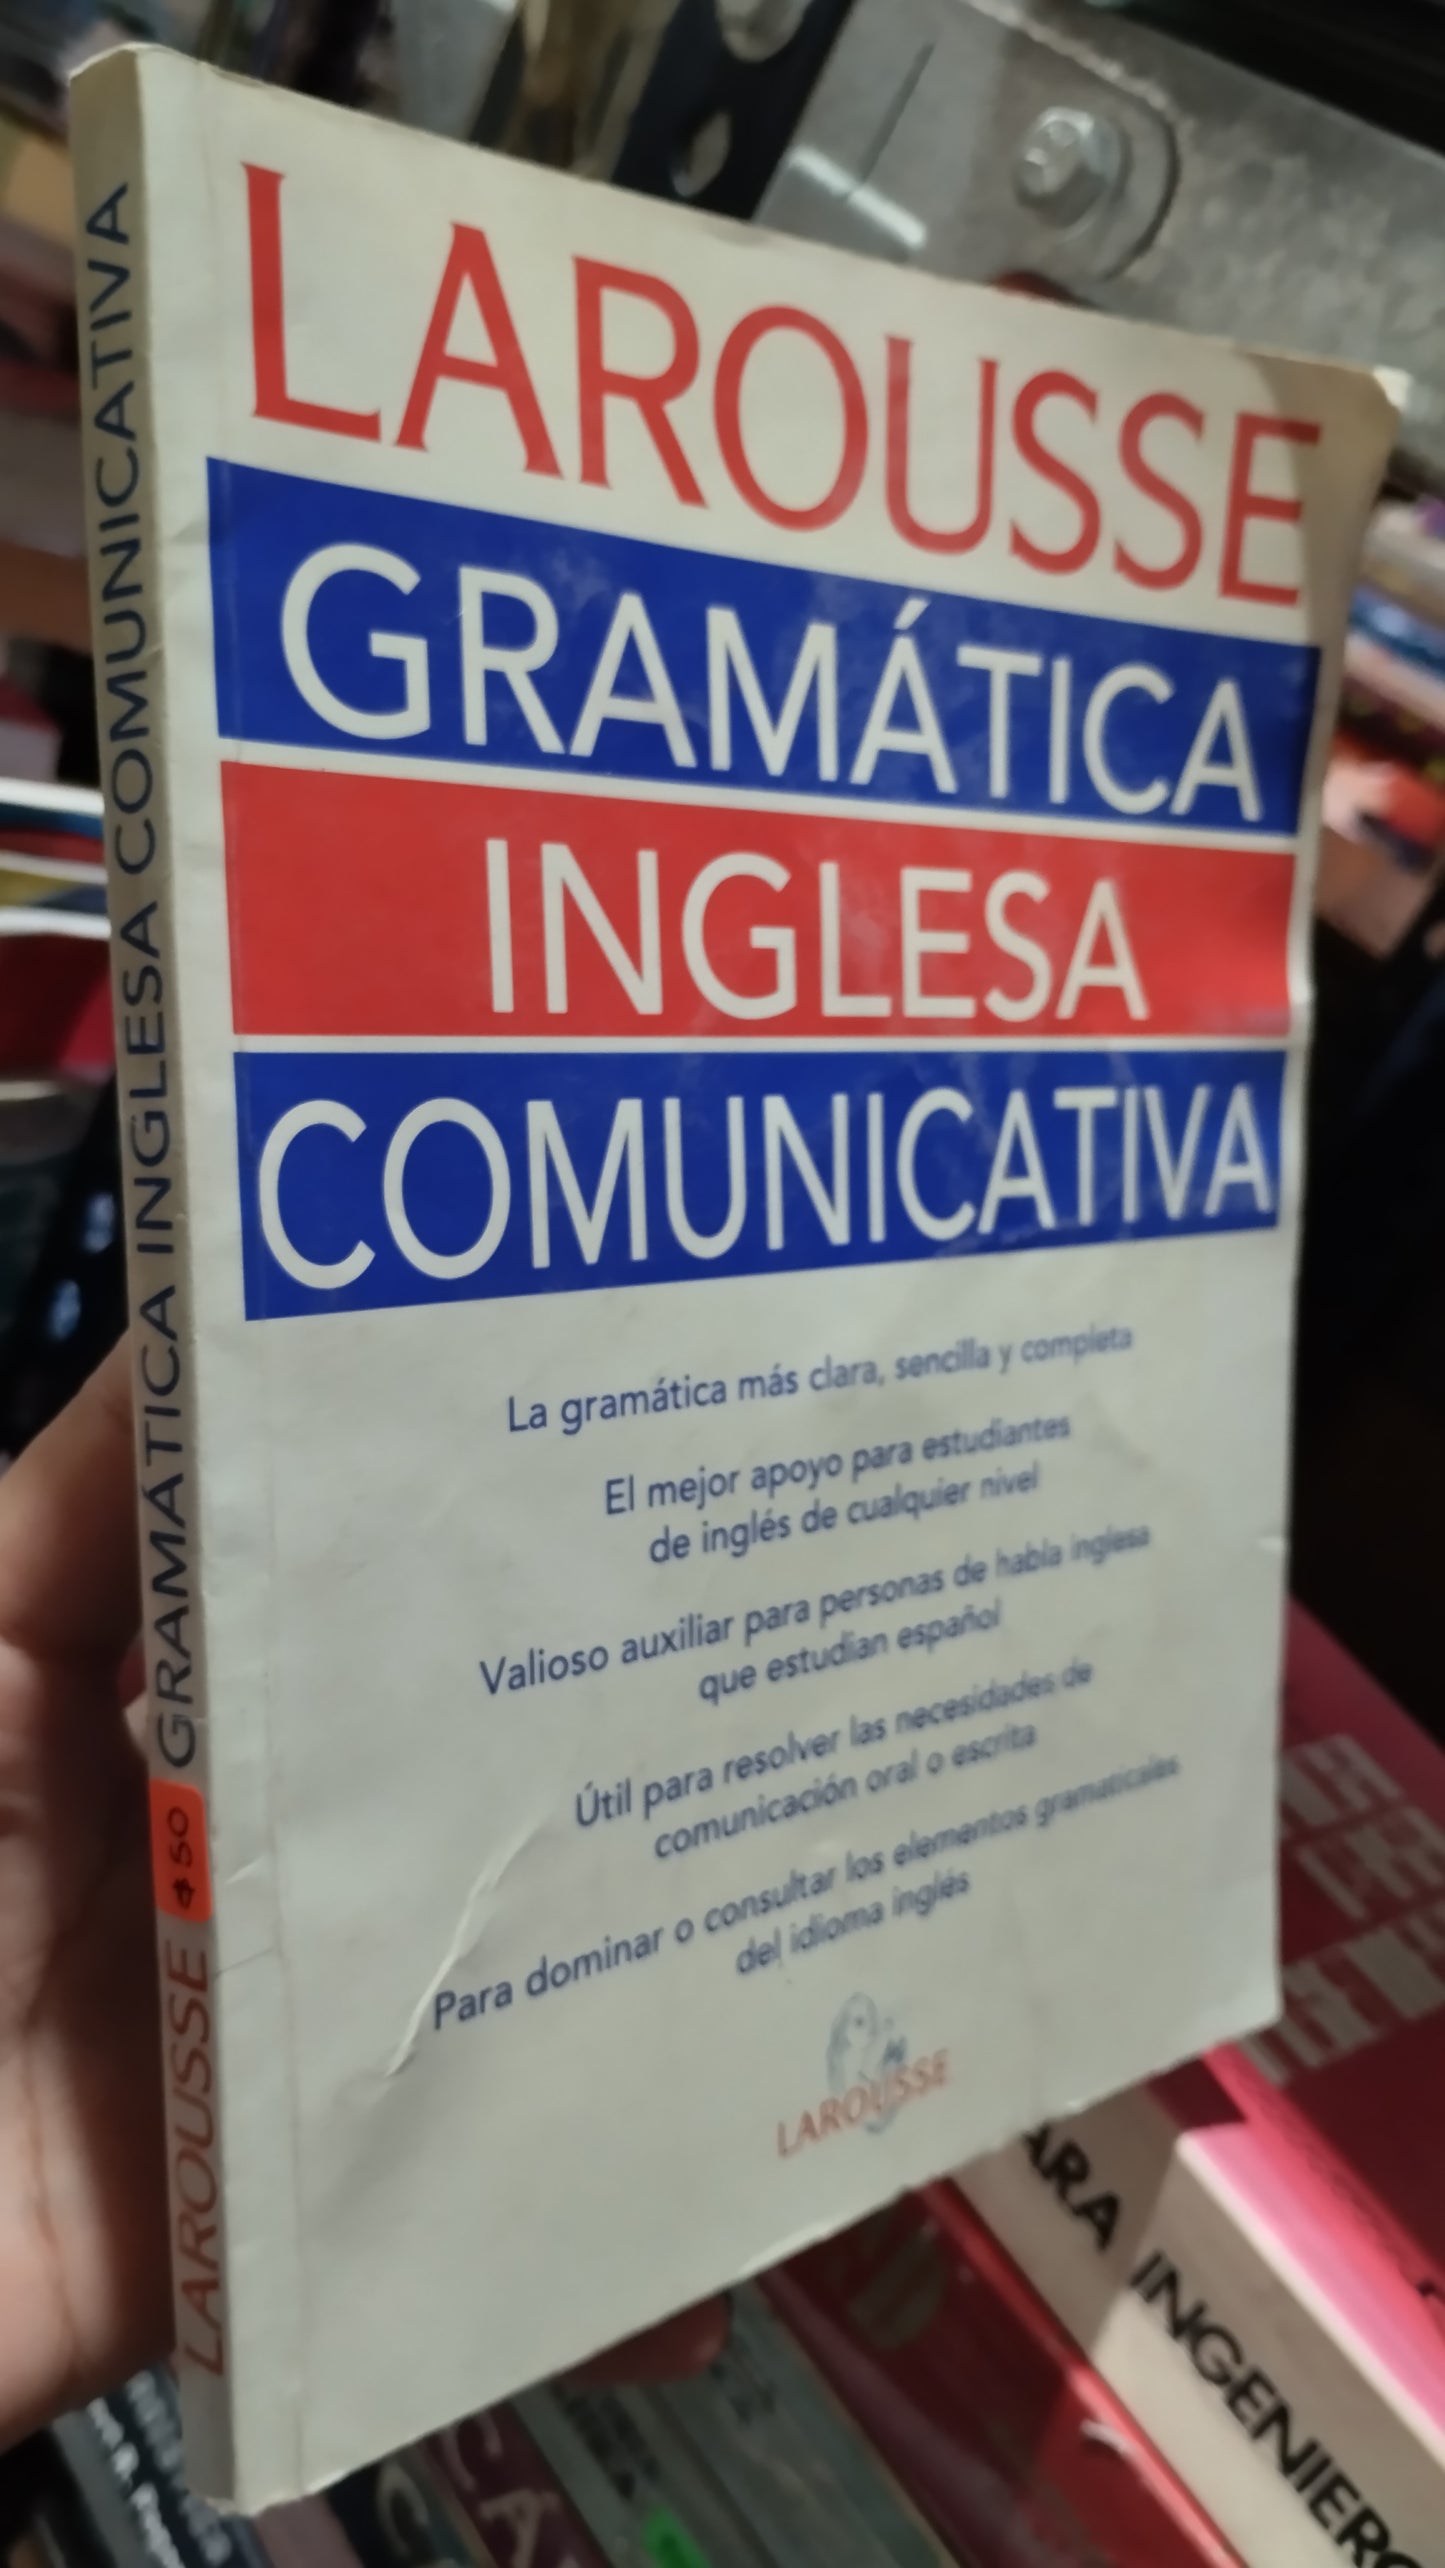 LAROUSSE
GRAMÁTICA
INGLESA
COMUNICATIVA
La gramática más clara, sencilla y completa
El mejor apoyo para estudiantes
de inglés de cualquier nivel
Valioso auxiliar para personas de habla inglesa
que estudian español
Útil para resolver las necesidades de
comunicación oral o escrita
Para dominar o consultar los elementos gramaticales
del idioma inglés
LAROUSSE
LAROUSSE $50 GRAMÁTICA INGLESA COMUNICATIVA
ARA INGENIERO